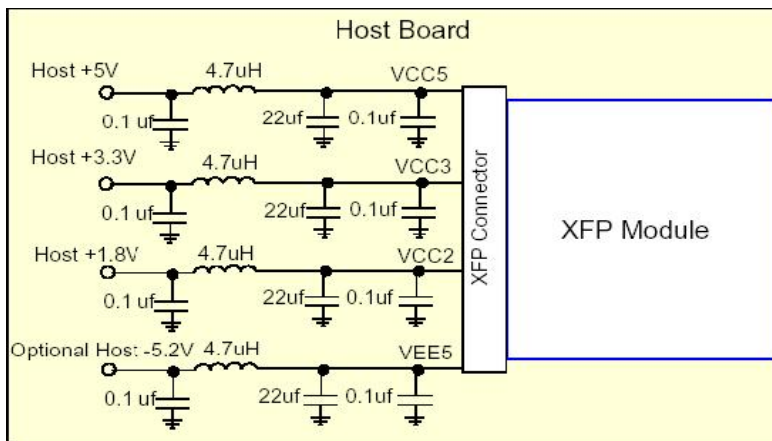 Host Board
Host +5V
4.7uH
VCC5
0.1 uf
22uf
0.1uf
Host +3.3V
4.7uH
VCC3
0.1 uf
22uf
0.1uf
Host +1.8V
4.7uH
VCC2
0.1 uf
22uf
0.1uf
Optional Host -5.2V
4.7uH
VEE5
0.1 uf
22uf
0.1uf
XFP Connector
XFP Module